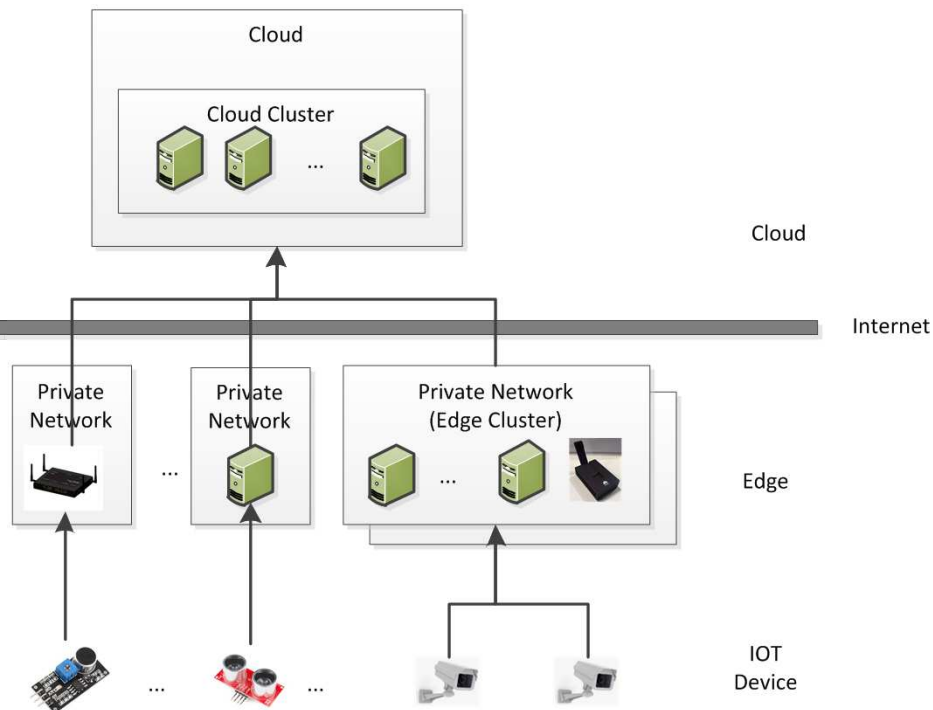 Cloud
Cloud Cluster
...
Cloud
Internet
Private
Network
...
Private
Network
Private Network
(Edge Cluster)
...
Edge
...
...
IOT
Device